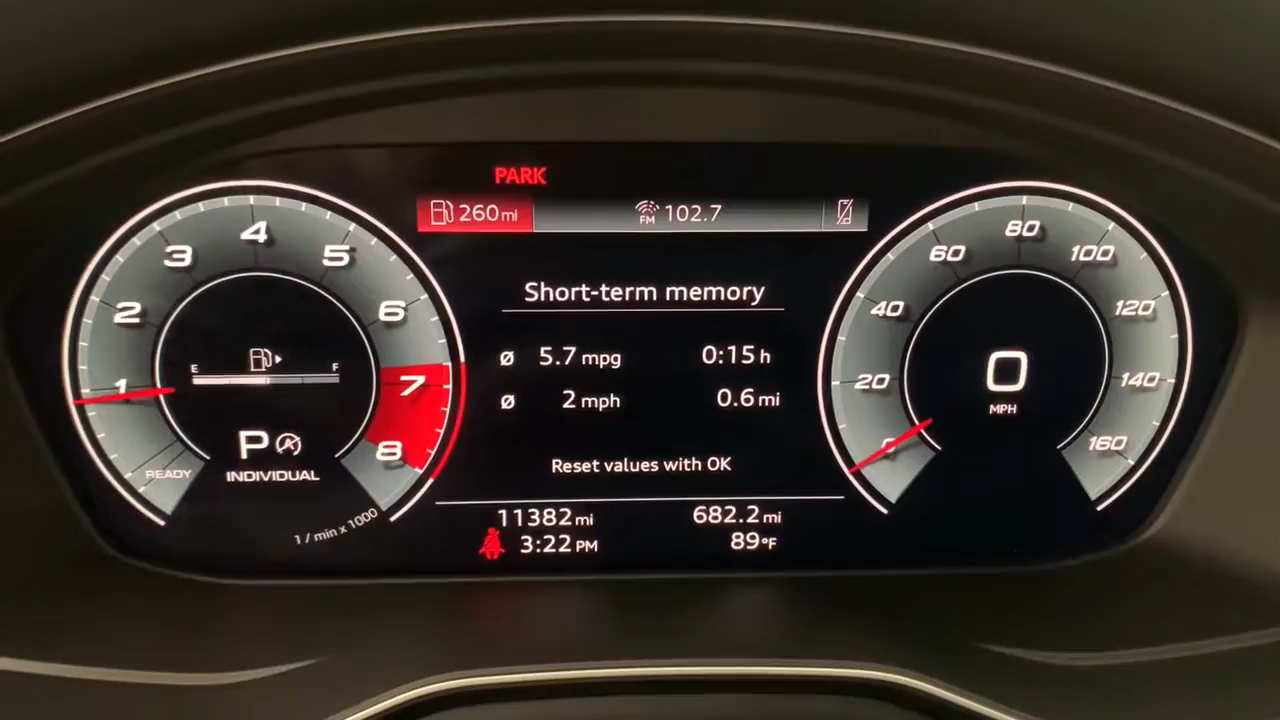 PARK
260 mi
FM 102.7
Short-term memory
ø 5.7 mpg 0:15 h
ø 2 mph 0.6 mi
Reset values with OK
11382 mi 682.2 mi
3:22 PM 89°F
1 2 3 4 5 6 7 8
E F
P A
READY
INDIVIDUAL
1 / min x 1000
0 20 40 60 80 100 120 140 160
0
MPH